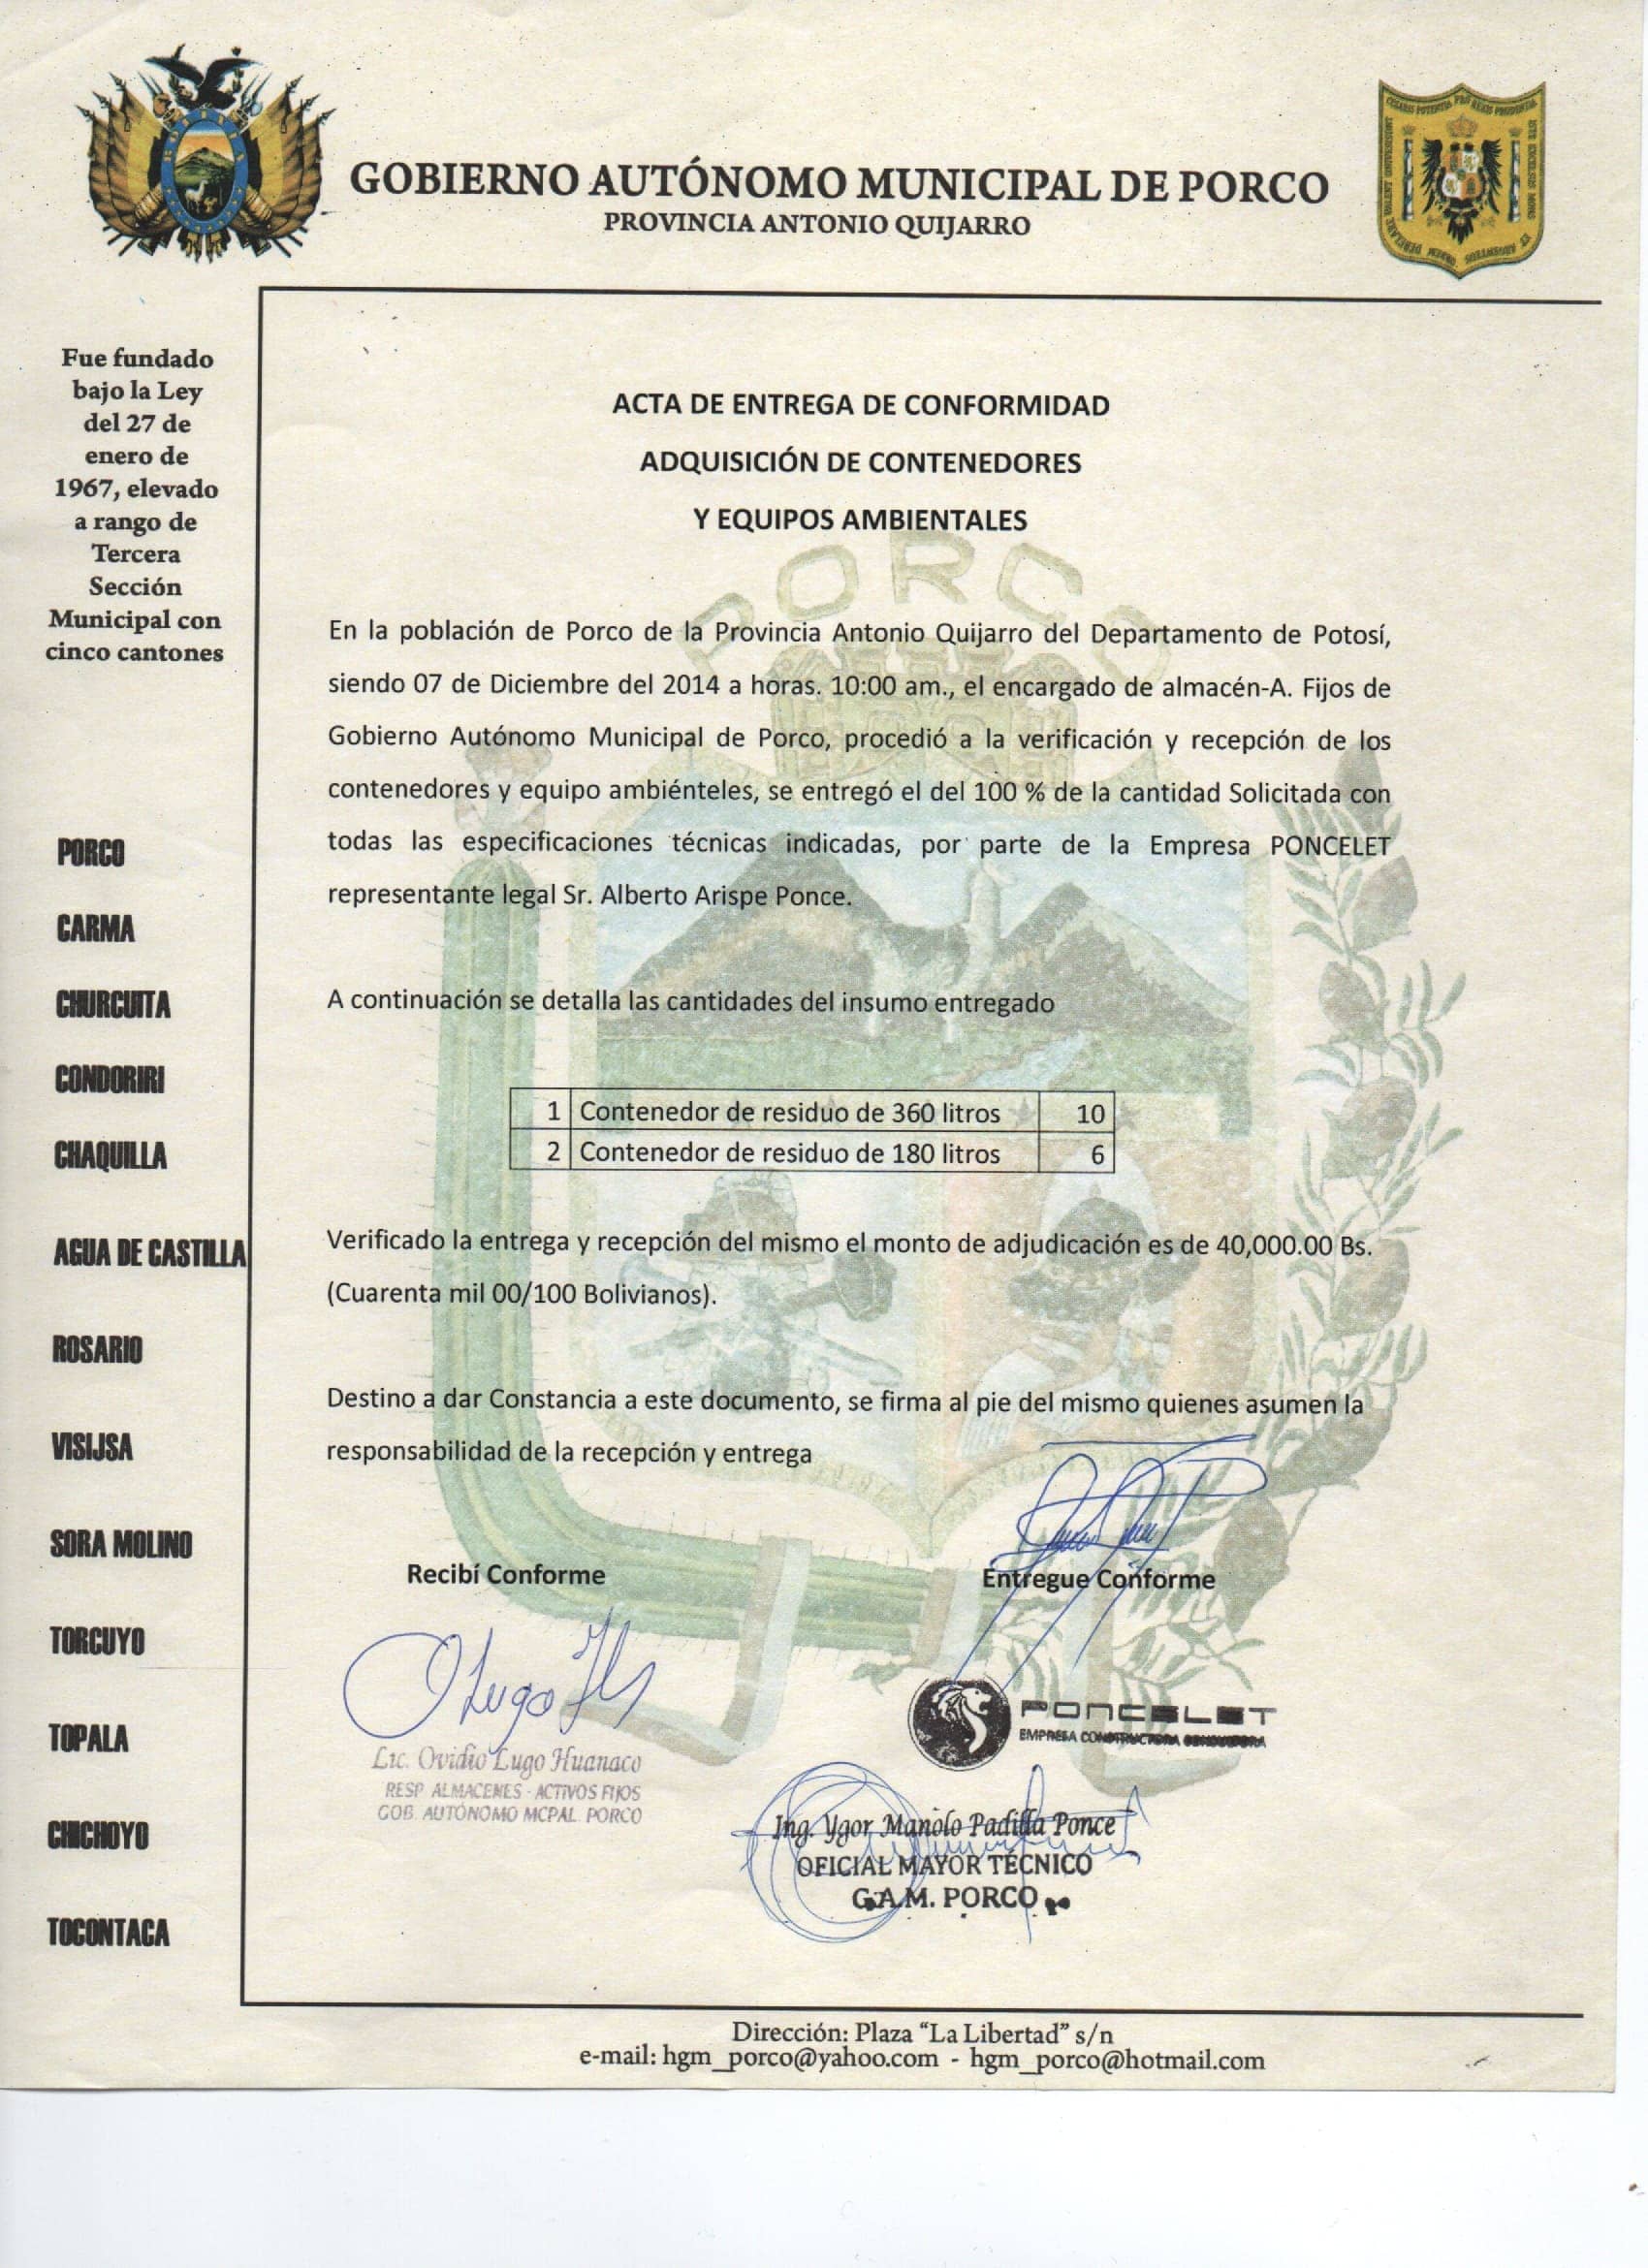 GOBIERNO AUTÓNOMO MUNICIPAL DE PORCO
PROVINCIA ANTONIO QUIJARRO
Fue fundado
bajo la Ley
del 27 de
enero de
1967, elevado
a rango de
Tercera
Sección
Municipal con
cinco cantones
PORCO
CARMA
CHURCUITA
CONDORIRI
CHAQUILLA
AGUA DE CASTILLA
ROSARIO
VISIJSA
SORA MOLINO
TORCUYO
TOPALA
CHICHOYO
TOCONTACA
ACTA DE ENTREGA DE CONFORMIDAD
ADQUISICIÓN DE CONTENEDORES
Y EQUIPOS AMBIENTALES
PORCO
En la población de Porco de la Provincia Antonio Quijarro del Departamento de Potosí,
siendo 07 de Diciembre del 2014 a horas. 10:00 am., el encargado de almacén-A. Fijos de
Gobierno Autónomo Municipal de Porco, procedió a la verificación y recepción de los
contenedores y equipo ambiénteles, se entregó el del 100 % de la cantidad Solicitada con
todas las especificaciones técnicas indicadas, por parte de la Empresa PONCELET
representante legal Sr. Alberto Arispe Ponce.
A continuación se detalla las cantidades del insumo entregado
1 Contenedor de residuo de 360 litros 10
2 Contenedor de residuo de 180 litros 6
Verificado la entrega y recepción del mismo el monto de adjudicación es de 40,000.00 Bs.
(Cuarenta mil 00/100 Bolivianos).
Destino a dar Constancia a este documento, se firma al pie del mismo quienes asumen la
responsabilidad de la recepción y entrega
Recibí Conforme
Entregue Conforme
Lic. Ovidio Lugo Huanaco
RESP. ALMACENES - ACTIVOS FIJOS
GOB. AUTÓNOMO MCPAL. PORCO
PONCELET
EMPRESA CONSTRUCTORA CONSULTORA
Ing. Ygor Manolo Padilla Ponce
OFICIAL MAYOR TECNICO
G.A.M. PORCO
Dirección: Plaza “La Libertad” s/n
e-mail: hgm_porco@yahoo.com - hgm_porco@hotmail.com